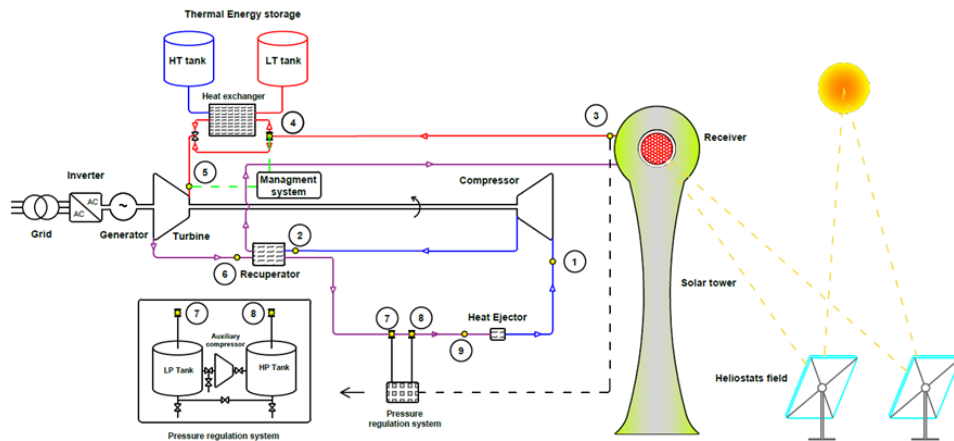 Thermal Energy storage
HT tank
LT tank
Heat exchanger
4
3
Receiver
5
Managment
system
Compressor
Inverter
AC
AC
Grid
Generator
Turbine
2
6
Recuperator
1
Solar tower
7
8
Heat Ejector
9
7
8
Auxiliary
compressor
LP Tank
HP Tank
Pressure
regulation system
Pressure regulation system
Heliostats field